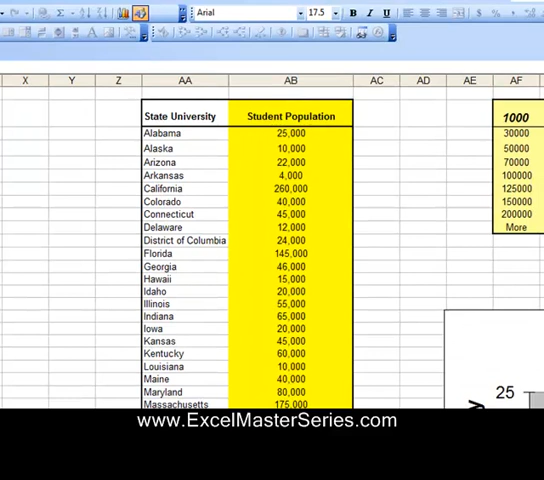 Arial 17.5 B I U $ % ,
X Y Z AA AB AC AD AE AF
State University Student Population 1000
Alabama 25,000 30000
Alaska 10,000 50000
Arizona 22,000 70000
Arkansas 4,000 100000
California 260,000 125000
Colorado 40,000 150000
Connecticut 45,000 200000
Delaware 12,000 More
District of Columbia 24,000
Florida 145,000
Georgia 46,000
Hawaii 15,000
Idaho 20,000
Illinois 55,000
Indiana 65,000
Iowa 20,000
Kansas 45,000
Kentucky 60,000
Louisiana 10,000
Maine 40,000
Maryland 80,000 25
Massachusetts 175,000
www.ExcelMasterSeries.com